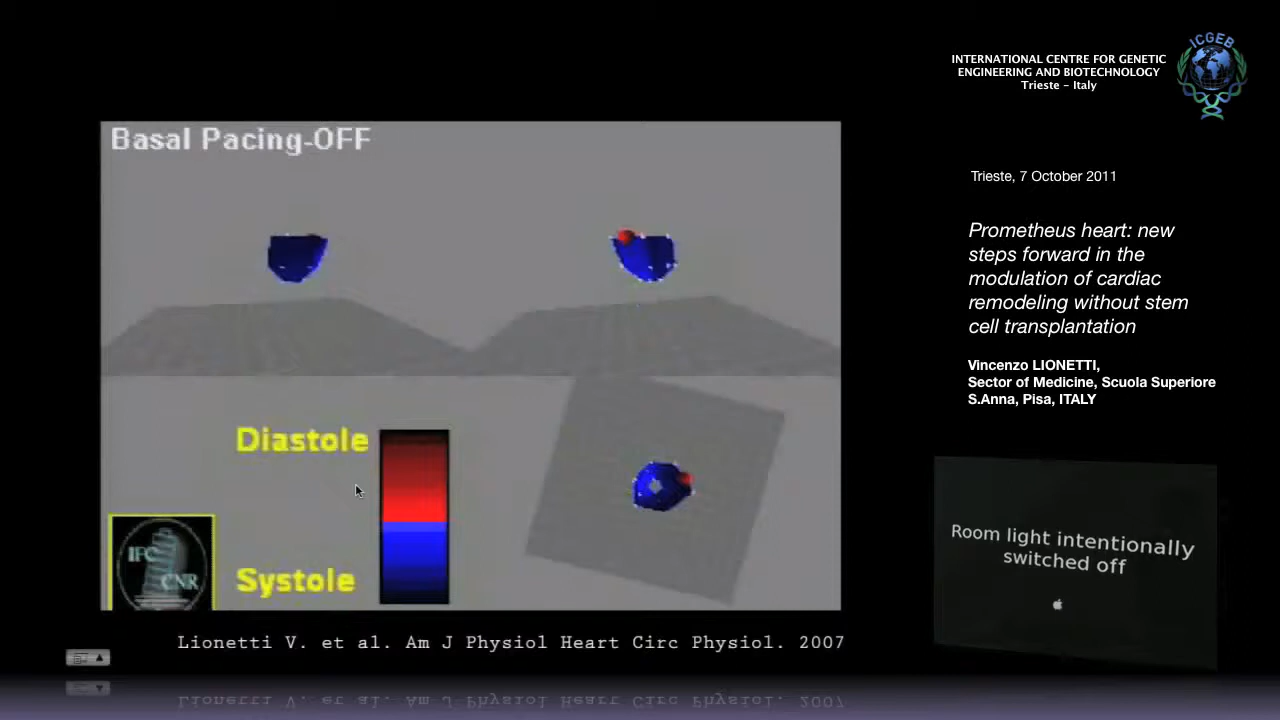 ICGEB
INTERNATIONAL CENTRE FOR GENETIC
ENGINEERING AND BIOTECHNOLOGY
Trieste - Italy
Basal Pacing-OFF
Trieste, 7 October 2011
Prometheus heart: new
steps forward in the
modulation of cardiac
remodeling without stem
cell transplantation
Vincenzo LIONETTI,
Sector of Medicine, Scuola Superiore
S.Anna, Pisa, ITALY
Diastole
Systole
IFC
CNR
Room light intentionally
switched off
Lionetti V. et al. Am J Physiol Heart Circ Physiol. 2007